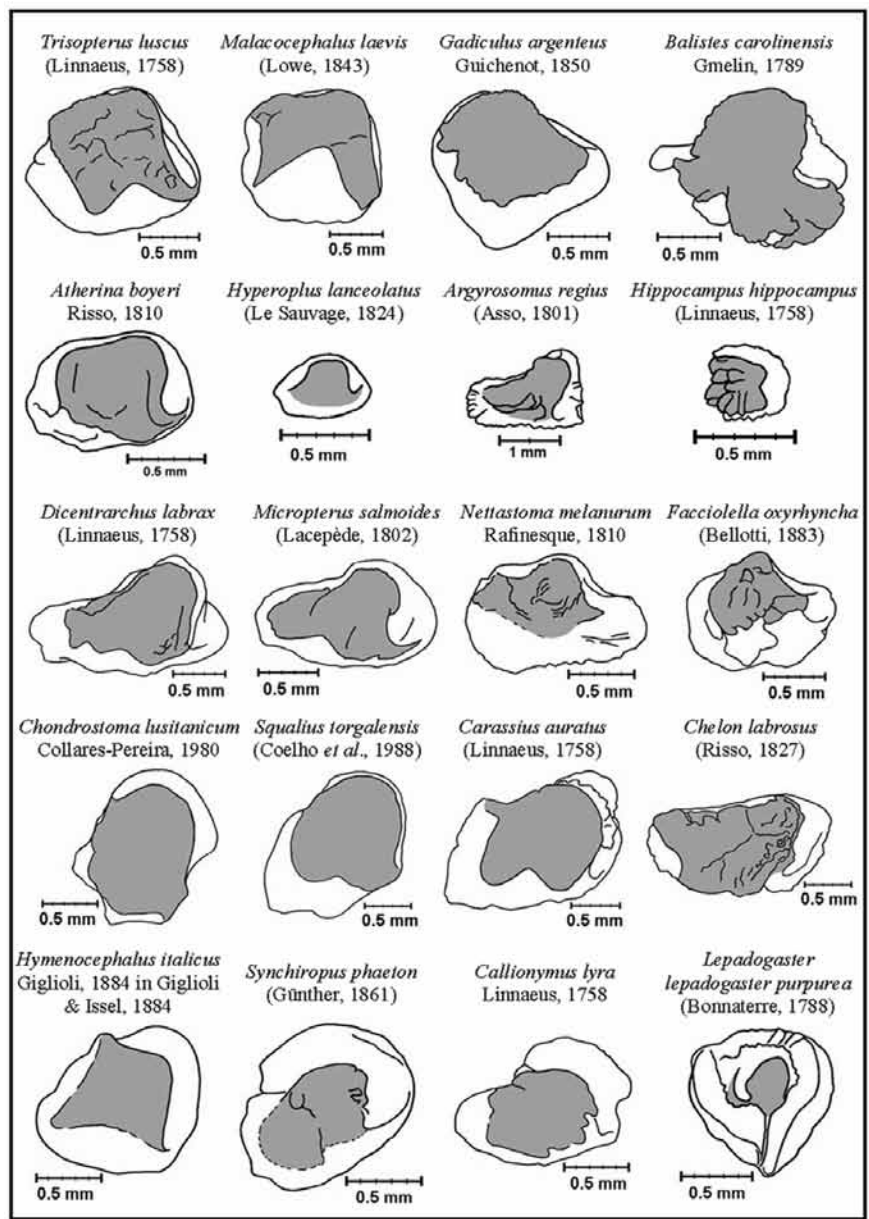 Trisopterus luscus
(Linnaeus, 1758)
Malacocephalus laevis
(Lowe, 1843)
Gadiculus argenteus
Guichenot, 1850
Balistes carolinensis
Gmelin, 1789
0.5 mm
0.5 mm
0.5 mm
0.5 mm
Atherina boyeri
Risso, 1810
Hyperoplus lanceolatus
(Le Sauvage, 1824)
Argyrosomus regius
(Asso, 1801)
Hippocampus hippocampus
(Linnaeus, 1758)
0.5 mm
0.5 mm
1 mm
0.5 mm
Dicentrarchus labrax
(Linnaeus, 1758)
Micropterus salmoides
(Lacepède, 1802)
Nettastoma melanurum
Rafinesque, 1810
Facciolella oxyrhyncha
(Bellotti, 1883)
0.5 mm
0.5 mm
0.5 mm
0.5 mm
Chondrostoma lusitanicum
Collares-Pereira, 1980
Squalius torgalensis
(Coelho et al., 1988)
Carassius auratus
(Linnaeus, 1758)
Chelon labrosus
(Risso, 1827)
0.5 mm
0.5 mm
0.5 mm
0.5 mm
Hymenocephalus italicus
Giglioli, 1884 in Giglioli
& Issel, 1884
Synchiropus phaeton
(Günther, 1861)
Callionymus lyra
Linnaeus, 1758
Lepadogaster
lepadogaster purpurea
(Bonnaterre, 1788)
0.5 mm
0.5 mm
0.5 mm
0.5 mm